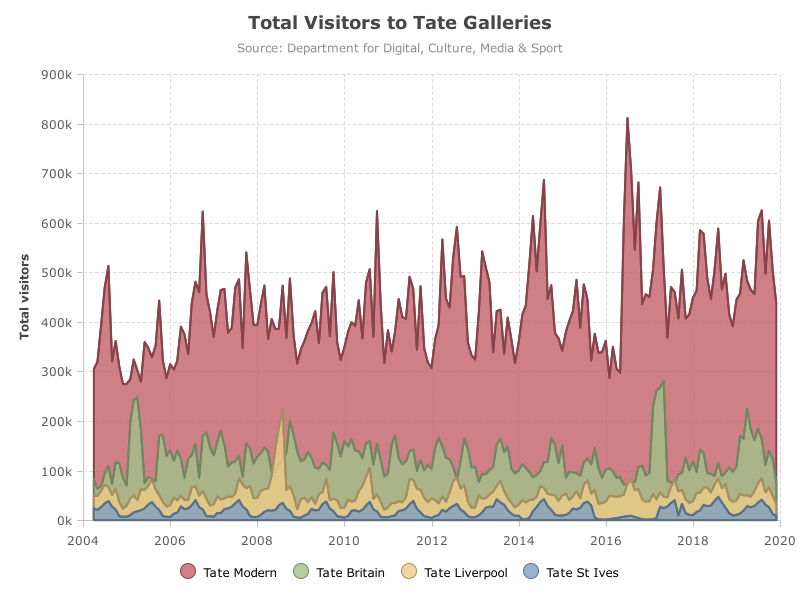 Total Visitors to Tate Galleries
Source: Department for Digital, Culture, Media & Sport
900k
800k
700k
600k
500k
400k
300k
200k
100k
0k
Total visitors
2004 2006 2008 2010 2012 2014 2016 2018 2020
Tate Modern Tate Britain Tate Liverpool Tate St Ives